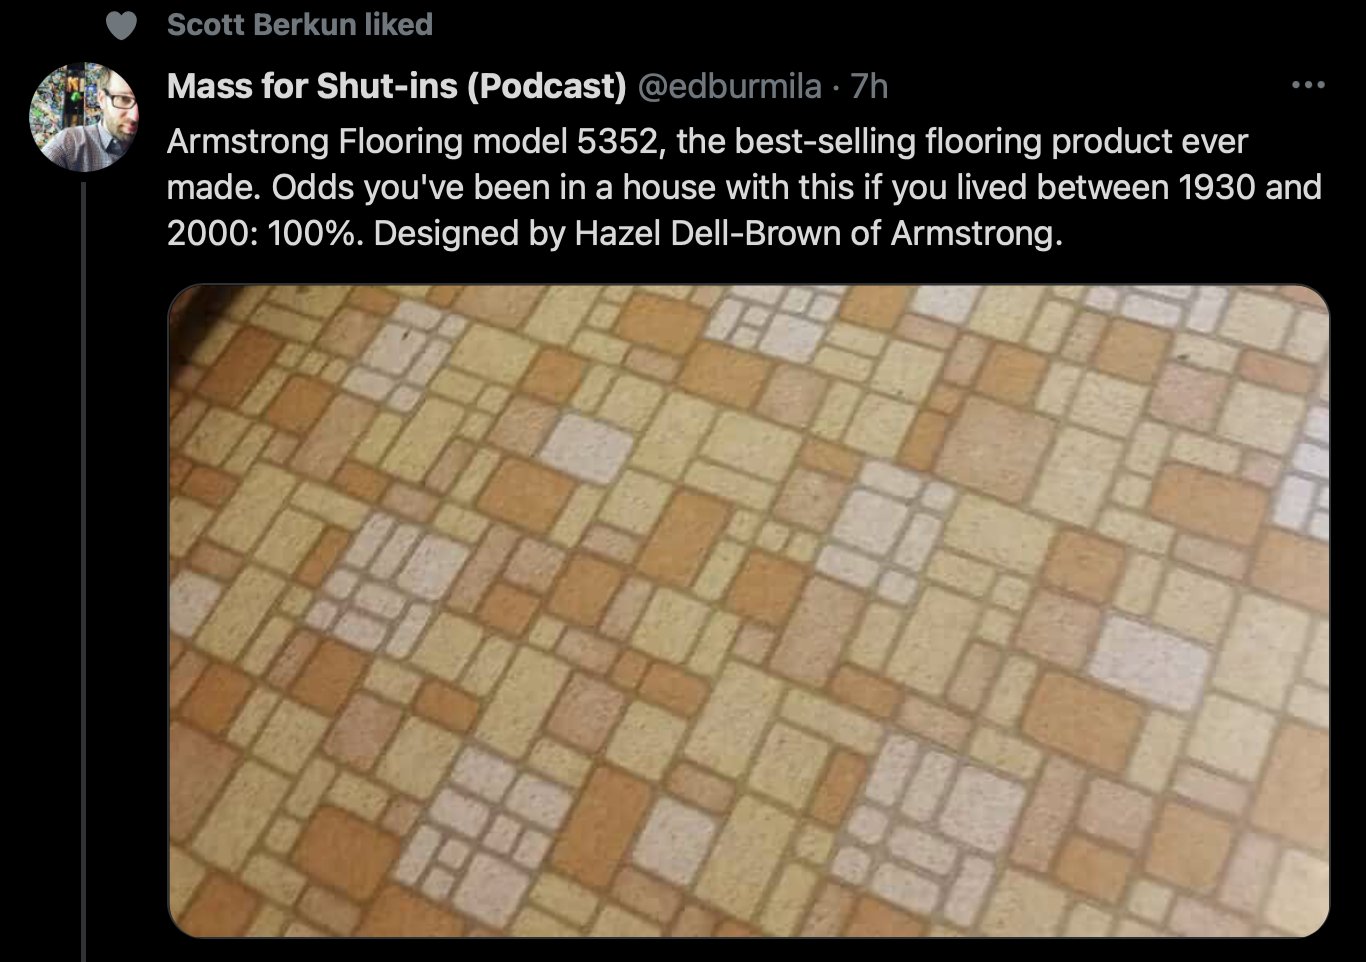 Scott Berkun liked
Mass for Shut-ins (Podcast) @edburmila · 7h
Armstrong Flooring model 5352, the best-selling flooring product ever
made. Odds you've been in a house with this if you lived between 1930 and
2000: 100%. Designed by Hazel Dell-Brown of Armstrong.